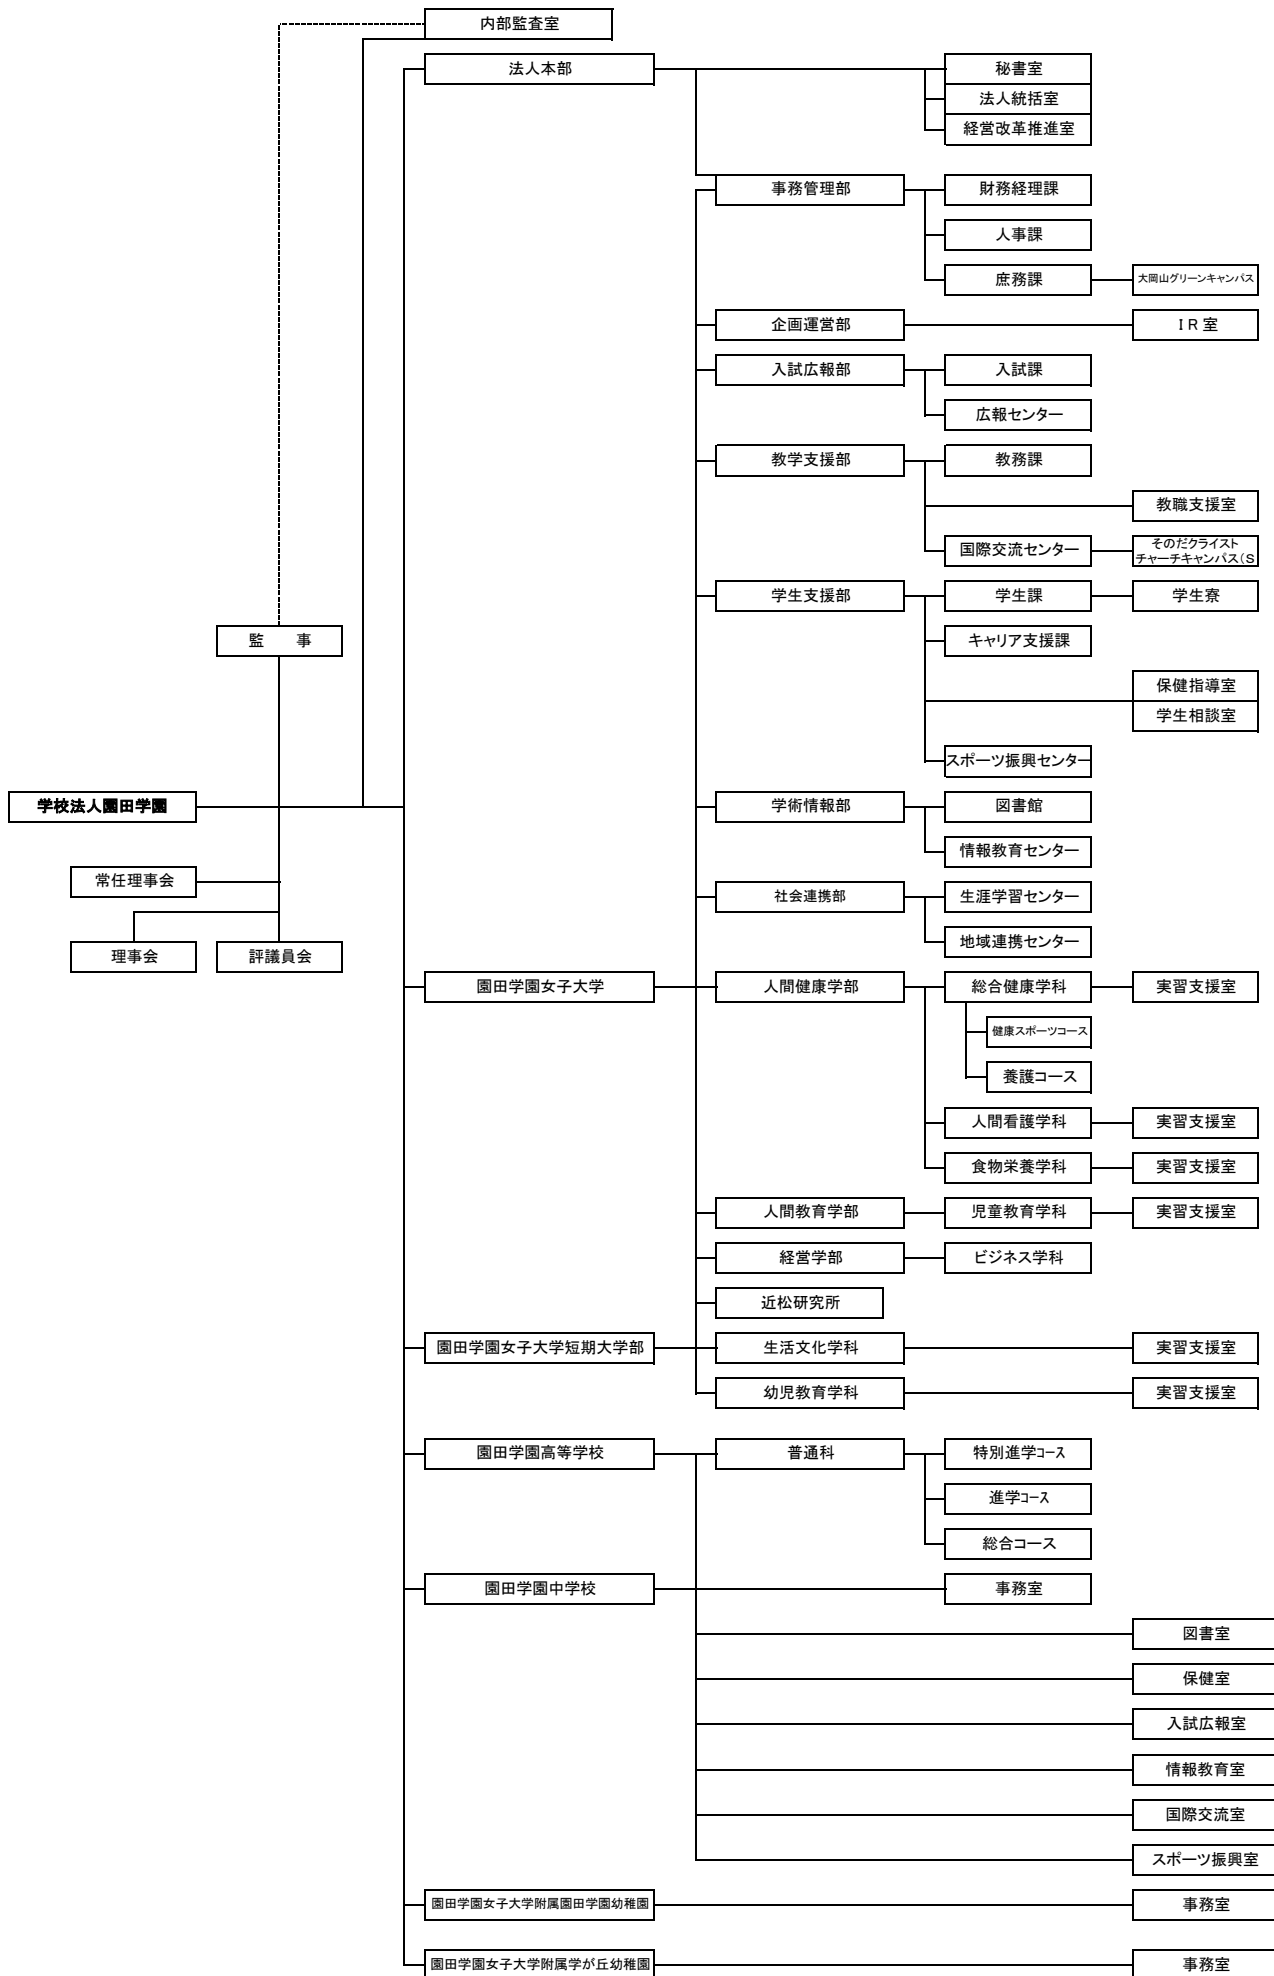 内部監査室
法人本部
秘書室
法人統括室
経営改革推進室
事務管理部
財務経理課
人事課
庶務課
大岡山グリーンキャンパス
企画運営部
ＩＲ室
入試広報部
入試課
広報センター
教学支援部
教務課
教職支援室
国際交流センター
そのだクライスト
チャーチキャンパス(S
学生支援部
学生課
学生寮
監　　事
キャリア支援課
保健指導室
学生相談室
スポーツ振興センター
学校法人園田学園
学術情報部
図書館
情報教育センター
常任理事会
社会連携部
生涯学習センター
地域連携センター
理事会
評議員会
園田学園女子大学
人間健康学部
総合健康学科
実習支援室
健康スポーツコース
養護コース
人間看護学科
実習支援室
食物栄養学科
実習支援室
人間教育学部
児童教育学科
実習支援室
経営学部
ビジネス学科
近松研究所
園田学園女子大学短期大学部
生活文化学科
実習支援室
幼児教育学科
実習支援室
園田学園高等学校
普通科
特別進学ｺｰｽ
進学ｺｰｽ
総合コース
園田学園中学校
事務室
図書室
保健室
入試広報室
情報教育室
国際交流室
スポーツ振興室
園田学園女子大学附属園田学園幼稚園
事務室
園田学園女子大学附属学が丘幼稚園
事務室